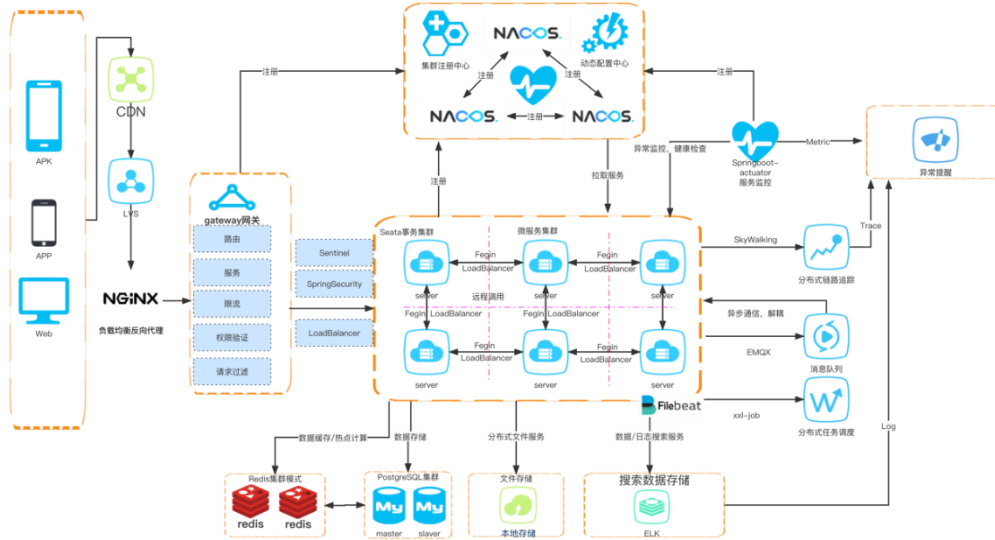 APK
APP
Web
CDN
LVS
NGiNX
负载均衡反向代理
gateway网关
路由
服务
限流
权限验证
请求过滤
Sentinel
SpringSecurity
LoadBalancer
注册
注册
注册
集群注册中心
NACOS.
动态配置中心
注册
注册
NACOS.
注册
NACOS.
异常监控，健康检查
拉取服务
Springboot-
actuator
服务监控
Metric
异常提醒
Seata事务集群
微服务集群
server
Fegin
LoadBalancer
server
Fegin
LoadBalancer
server
远程调用
Fegin
LoadBalancer
Fegin
LoadBalancer
server
Fegin
LoadBalancer
server
Fegin
LoadBalancer
server
SkyWalking
分布式链路追踪
Trace
异步通信，解耦
EMQX
消息队列
Filebeat
xxl-job
分布式任务调度
Log
数据缓存/热点计算
数据存储
分布式文件服务
数据/日志搜索服务
Redis集群模式
redis
redis
PostgreSQL集群
My
My
master
slaver
文件存储
本地存储
搜索数据存储
ELK